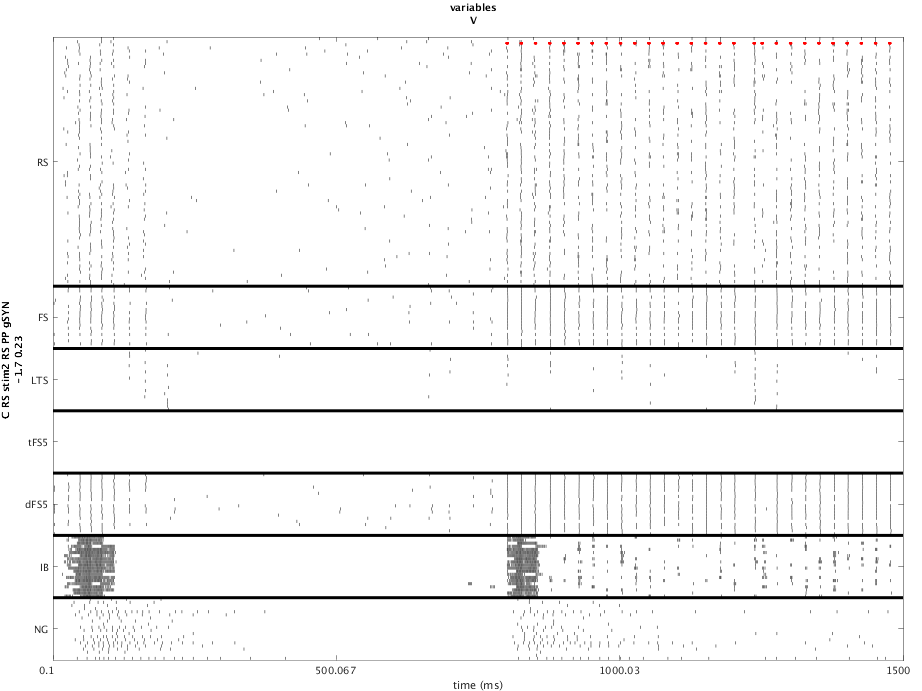 variables
V
C RS stim2 RS PP gSYN
-1.7 0.23
RS
FS
LTS
tFS5
dFS5
IB
NG
0.1 500.067 1000.03 1500
time (ms)